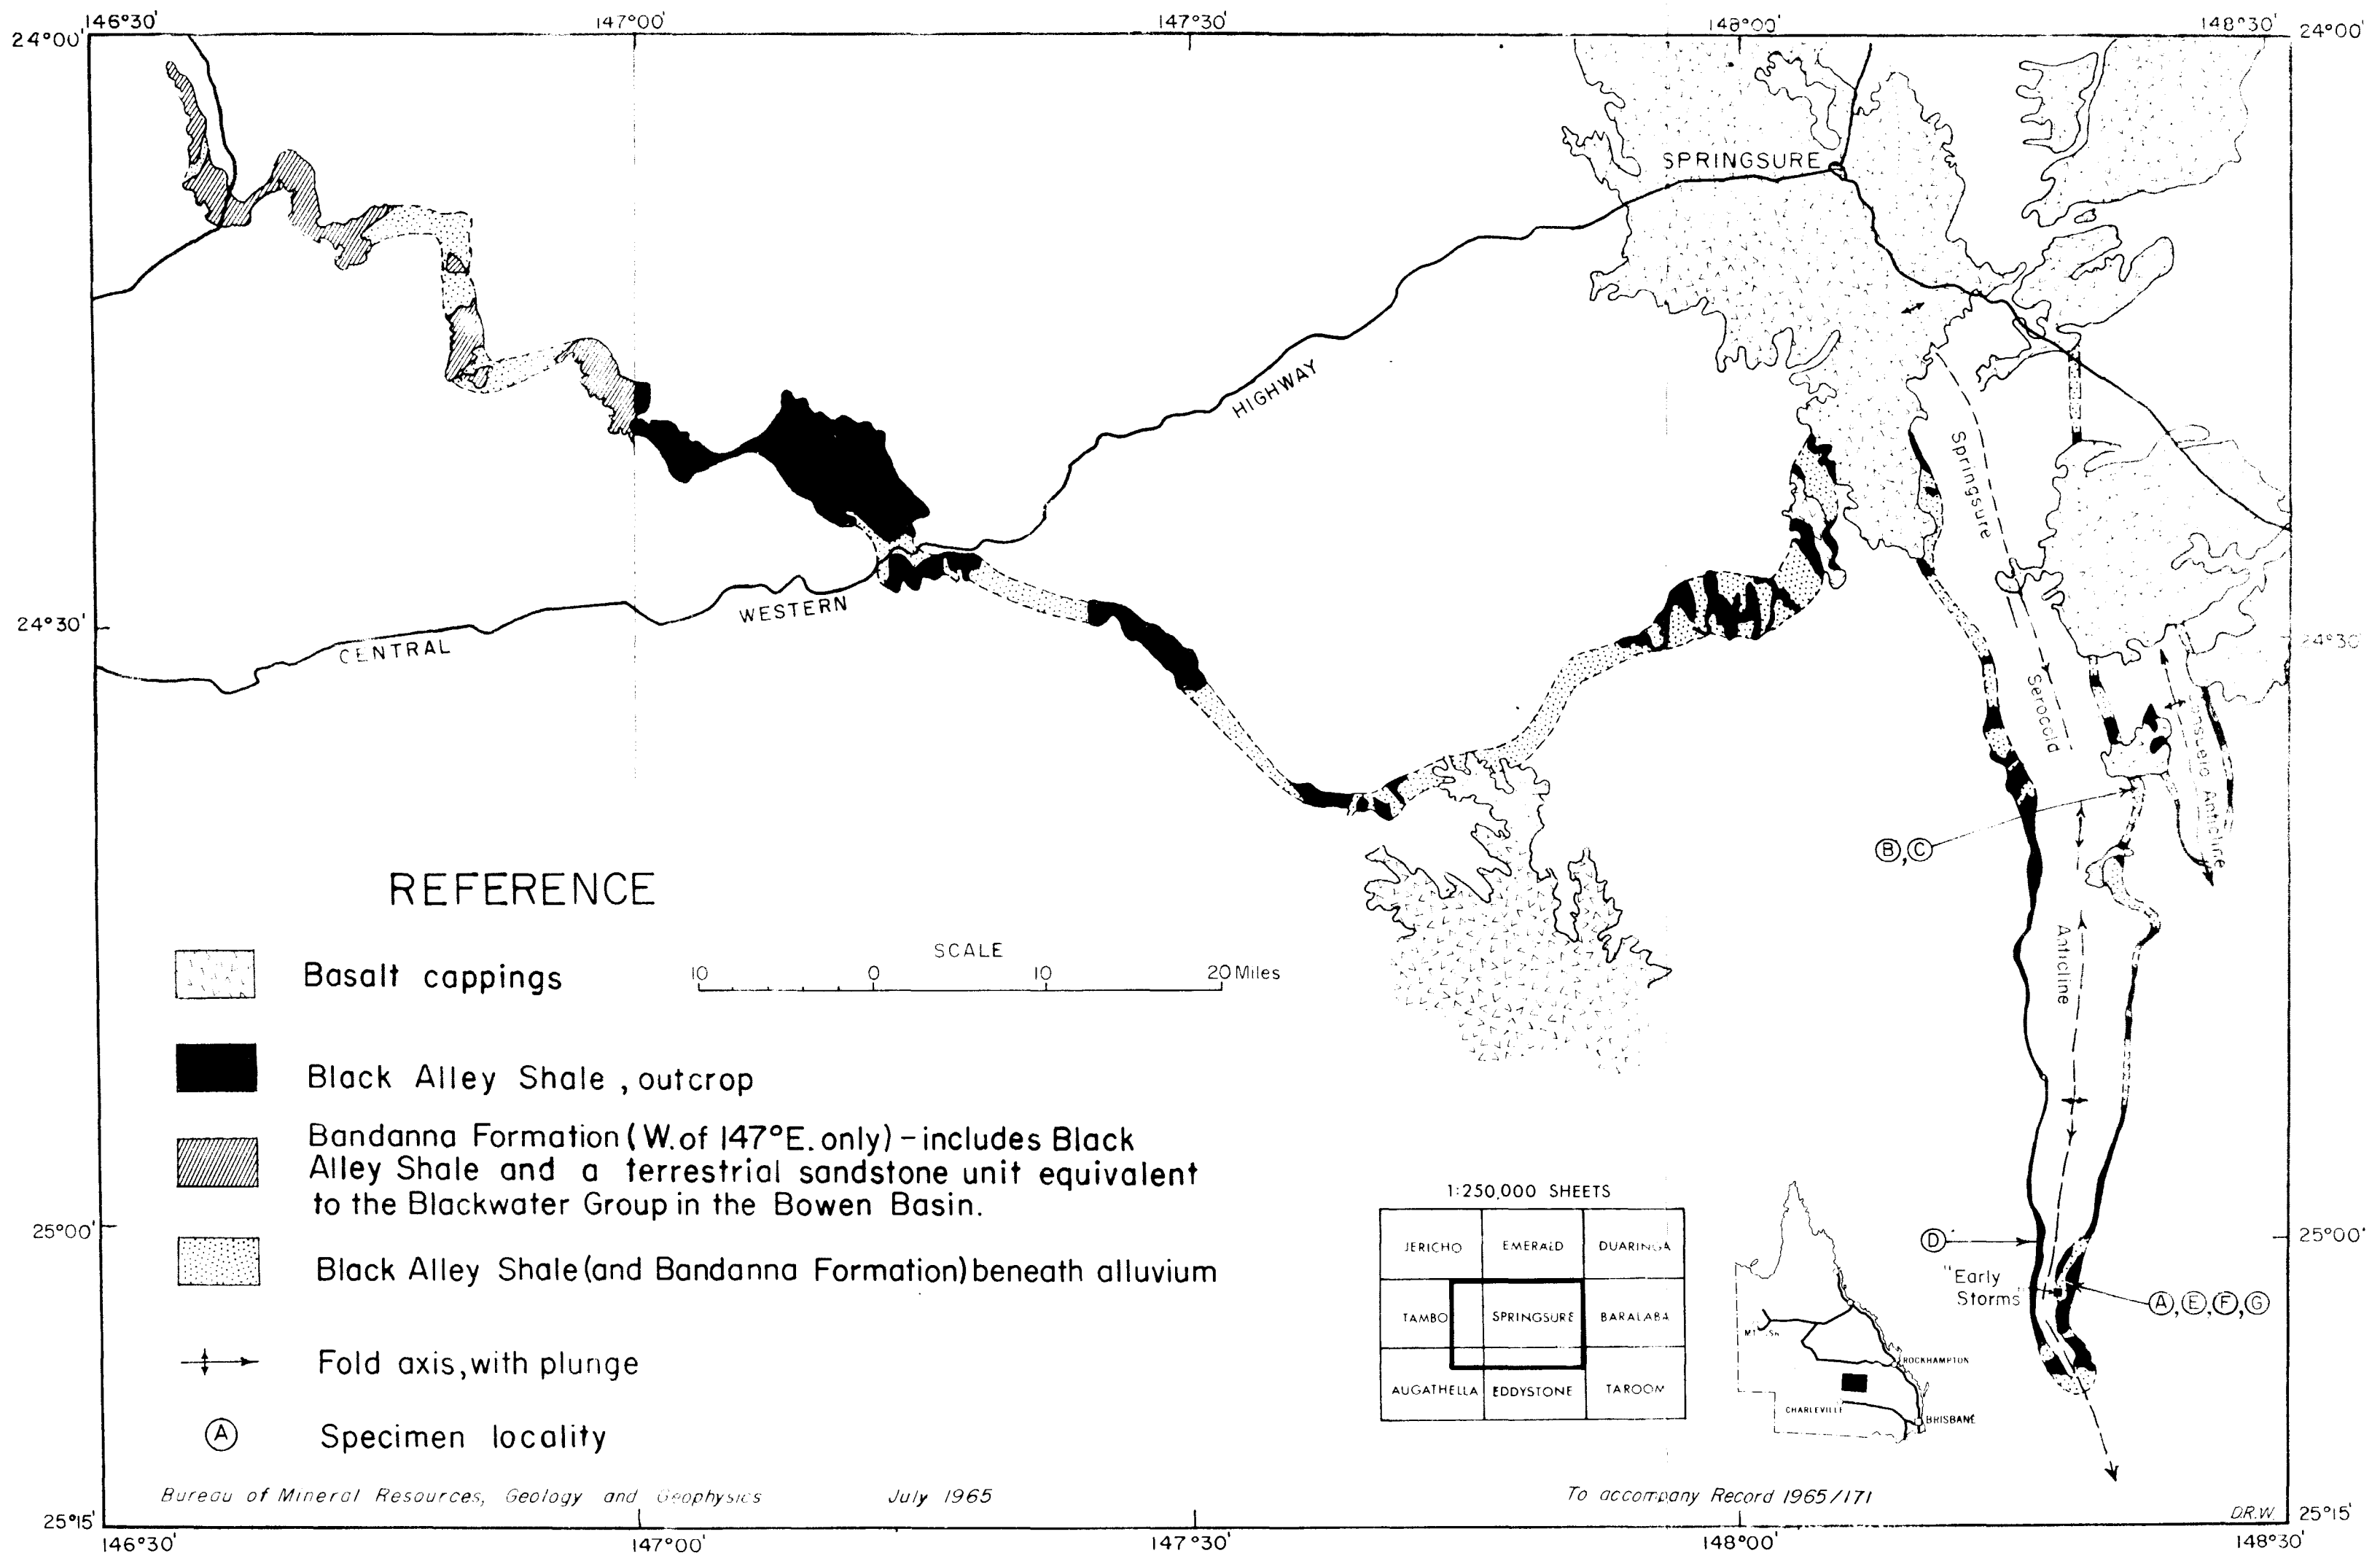 146°30'
147°00'
147°30'
148°00'
148°30'
24°00'
24°00'
SPRINGSURE
HIGHWAY
WESTERN
CENTRAL
24°30'
24°30'
Springsure
Serocold
Anticline
Anticline
B, C
REFERENCE
Basalt cappings
SCALE
10 0 10 20 Miles
Black Alley Shale, outcrop
Bandanna Formation (W. of 147°E. only) – includes Black
Alley Shale and a terrestrial sandstone unit equivalent
to the Blackwater Group in the Bowen Basin.
Black Alley Shale (and Bandanna Formation) beneath alluvium
Fold axis, with plunge
A
Specimen locality
25°00'
25°00'
D
"Early
Storms"
A, E, F, G
1:250,000 SHEETS
JERICHO EMERALD DUARINGA
TAMBO SPRINGSURE BARALABA
AUGATHELLA EDDYSTONE TAROOM
ROCKHAMPTON
CHARLEVILLE
BRISBANE
Bureau of Mineral Resources, Geology and Geophysics July 1965
To accompany Record 1965/171
D.R.W.
25°15'
25°15'
146°30'
147°00'
147°30'
148°00'
148°30'